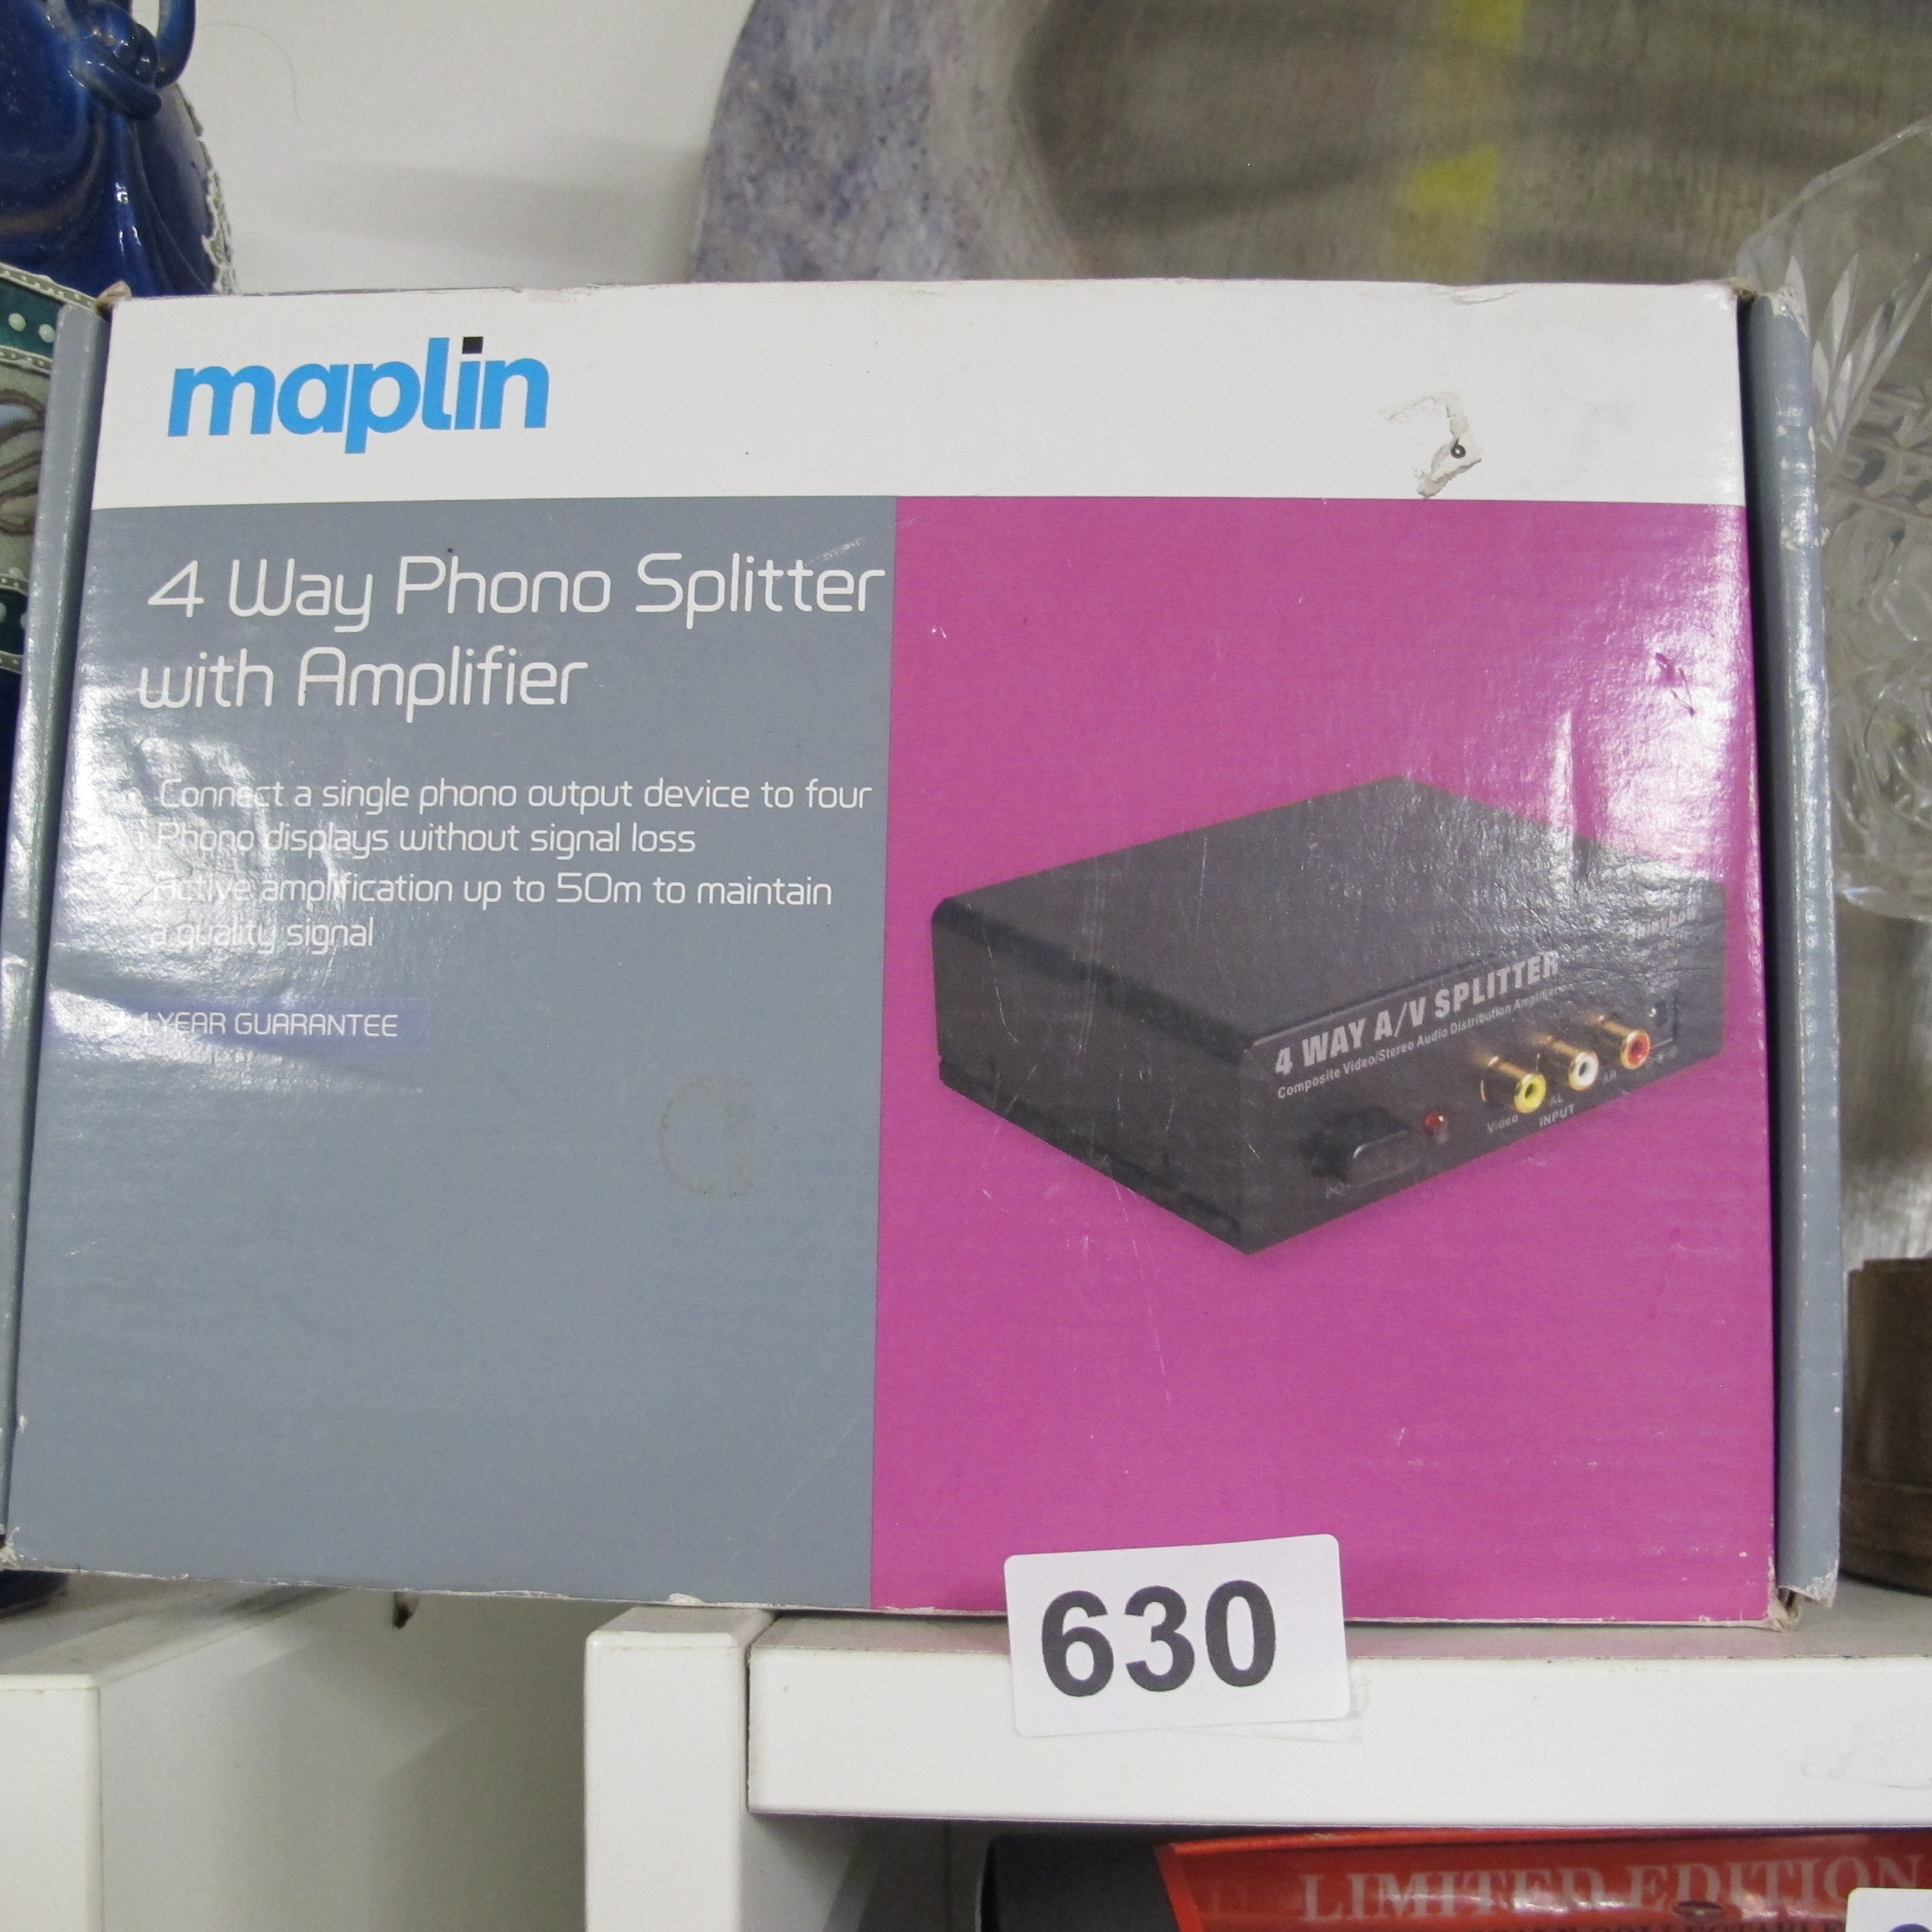 maplin
4 Way Phono Splitter
with Amplifier
Connect a single phono output device to four
Phono displays without signal loss
Active amplification up to 50m to maintain
a quality signal
1 YEAR GUARANTEE
4 WAY A/V SPLITTER
Composite Video/Stereo Audio Distribution Amplifier
Video
AL
AR
INPUT
630
LIMITED EDITION